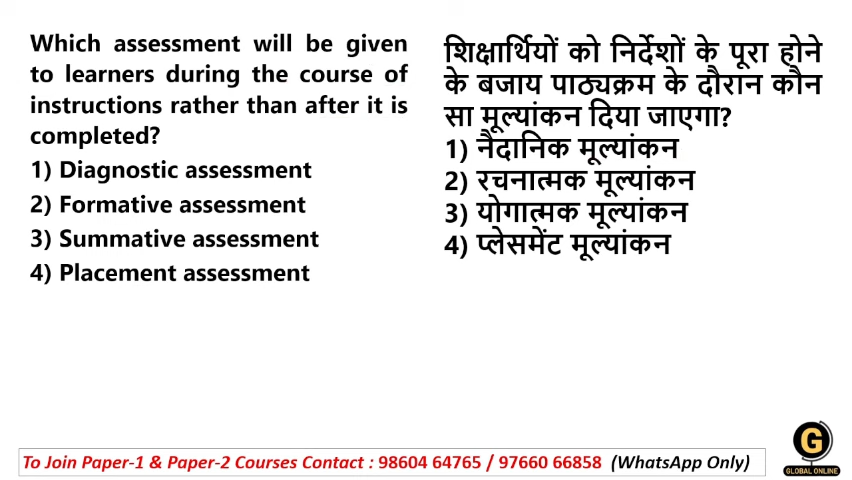 Which assessment will be given
to learners during the course of
instructions rather than after it is
completed?
1) Diagnostic assessment
2) Formative assessment
3) Summative assessment
4) Placement assessment
शिक्षार्थियों को निर्देशों के पूरा होने
के बजाय पाठ्यक्रम के दौरान कौन
सा मूल्यांकन दिया जाएगा?
1) नैदानिक मूल्यांकन
2) रचनात्मक मूल्यांकन
3) योगात्मक मूल्यांकन
4) प्लेसमेंट मूल्यांकन
To Join Paper-1 & Paper-2 Courses Contact : 98604 64765 / 97660 66858 (WhatsApp Only)
G
GLOBAL ONLINE